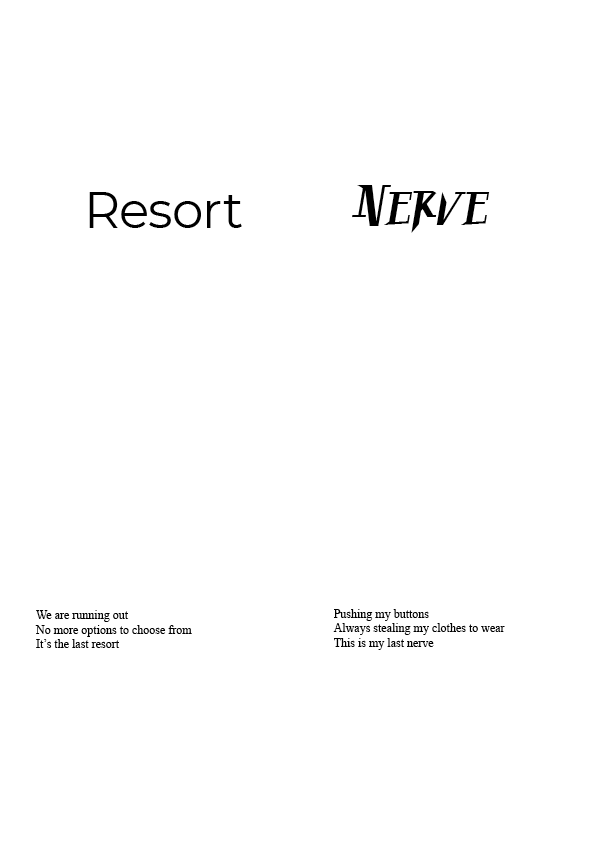 Resort
NERVE
We are running out
No more options to choose from
It’s the last resort
Pushing my buttons
Always stealing my clothes to wear
This is my last nerve